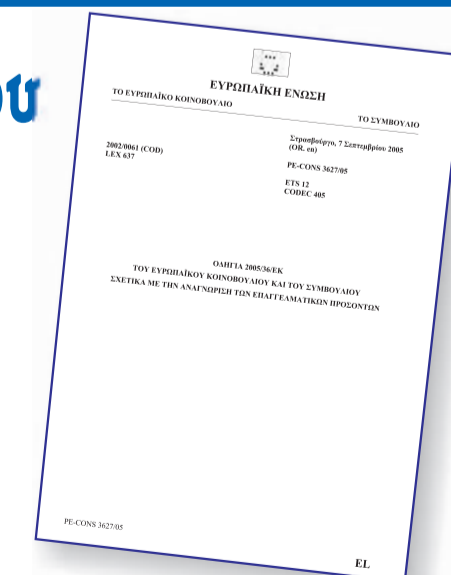 ου
ΕΥΡΩΠΑΪΚΗ ΕΝΩΣΗ
ΤΟ ΕΥΡΩΠΑΪΚΟ ΚΟΙΝΟΒΟΥΛΙΟ ΤΟ ΣΥΜΒΟΥΛΙΟ
Στρασβούργο, 7 Σεπτεμβρίου 2005
(OR. en)
2002/0061 (COD)
LEX 637
PE-CONS 3627/05
ETS 12
CODEC 405
ΟΔΗΓΙΑ 2005/36/ΕΚ
ΤΟΥ ΕΥΡΩΠΑΪΚΟΥ ΚΟΙΝΟΒΟΥΛΙΟΥ ΚΑΙ ΤΟΥ ΣΥΜΒΟΥΛΙΟΥ
ΣΧΕΤΙΚΑ ΜΕ ΤΗΝ ΑΝΑΓΝΩΡΙΣΗ ΤΩΝ ΕΠΑΓΓΕΛΜΑΤΙΚΩΝ ΠΡΟΣΟΝΤΩΝ
PE-CONS 3627/05
EL